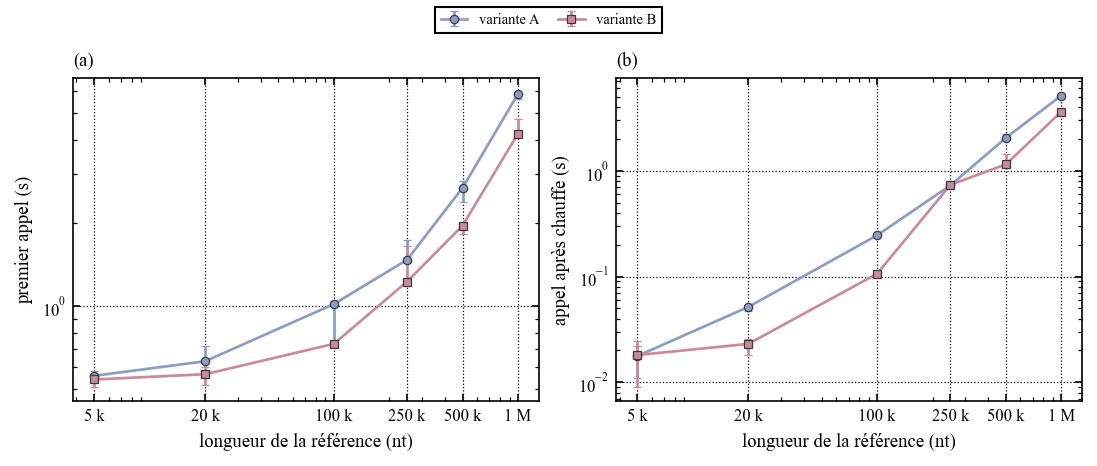 variante A variante B
(a)
premier appel (s)
10^0
5 k 20 k 100 k 250 k 500 k 1 M
longueur de la référence (nt)
(b)
appel après chauffe (s)
10^0
10^−1
10^−2
5 k 20 k 100 k 250 k 500 k 1 M
longueur de la référence (nt)